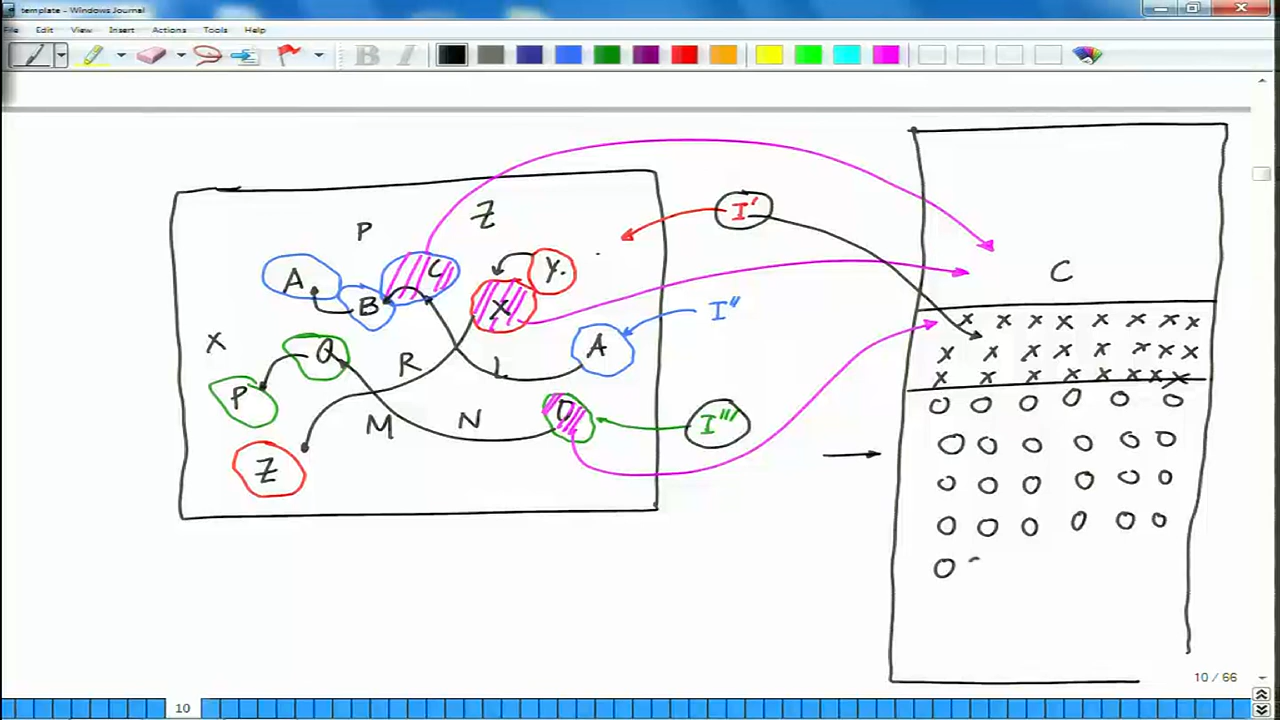 template - Windows Journal
File Edit View Insert Actions Tools Help
B I
P Z
I'
A C Y.
B X
C
I''
x R L A
Q
P
M N O I'''
Z
x x x x x x x x
x x x x x x x x
x x x x x x x x
O O O O O O
O O O O O O
O O O O O O
O O O O O O
O
10 / 66
10